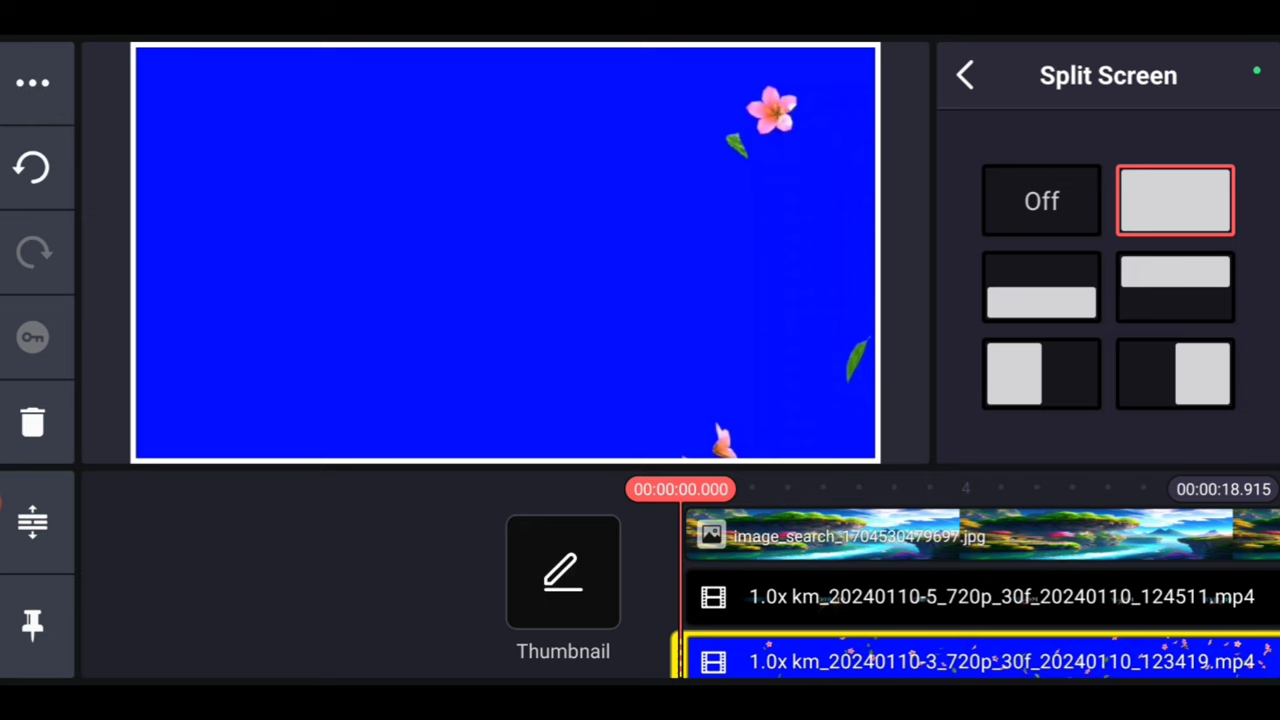 Split Screen
Off
00:00:00.000
4
00:00:18.915
image_search_1704530479697.jpg
1.0x km_20240110-5_720p_30f_20240110_124511.mp4
Thumbnail
1.0x km_20240110-3_720p_30f_20240110_123419.mp4